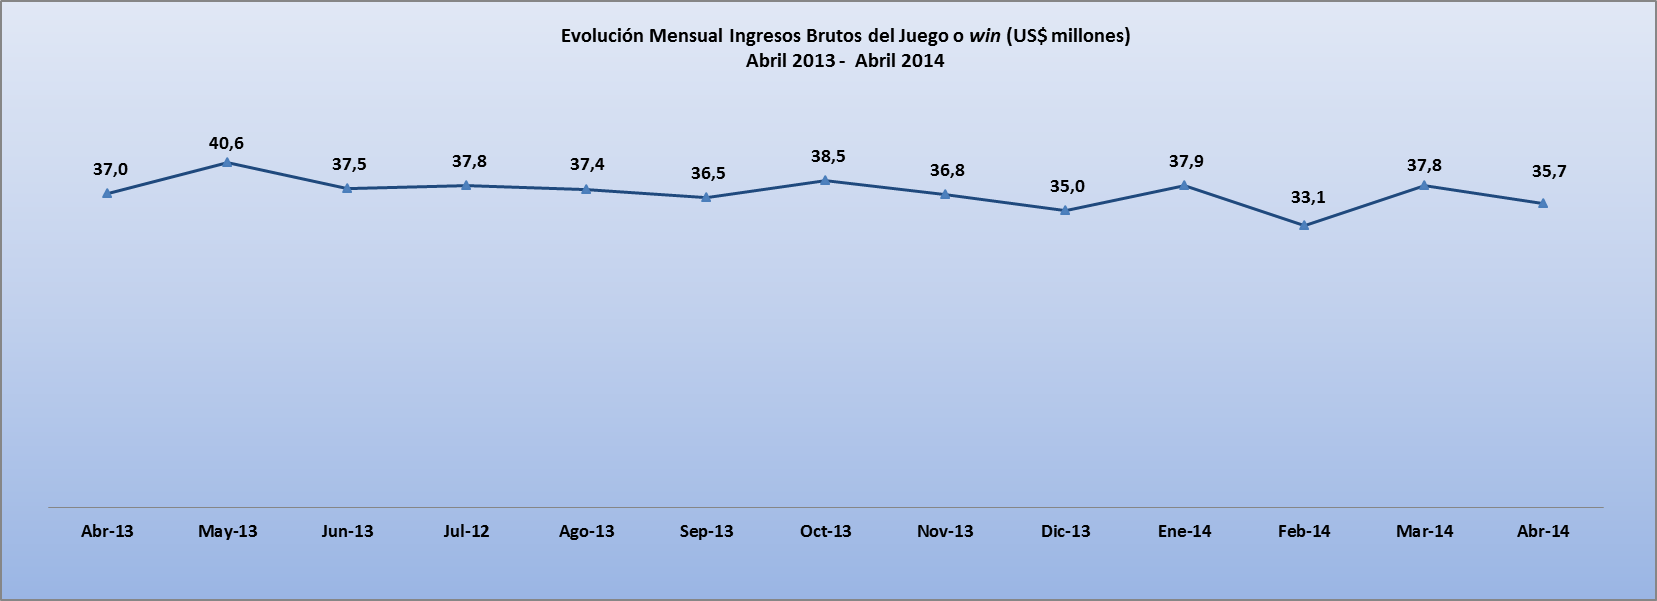 Evolución Mensual Ingresos Brutos del Juego o win (US$ millones)
Abril 2013 -  Abril 2014
37,0
40,6
37,5
37,8
37,4
36,5
38,5
36,8
35,0
37,9
33,1
37,8
35,7
Abr-13
May-13
Jun-13
Jul-12
Ago-13
Sep-13
Oct-13
Nov-13
Dic-13
Ene-14
Feb-14
Mar-14
Abr-14